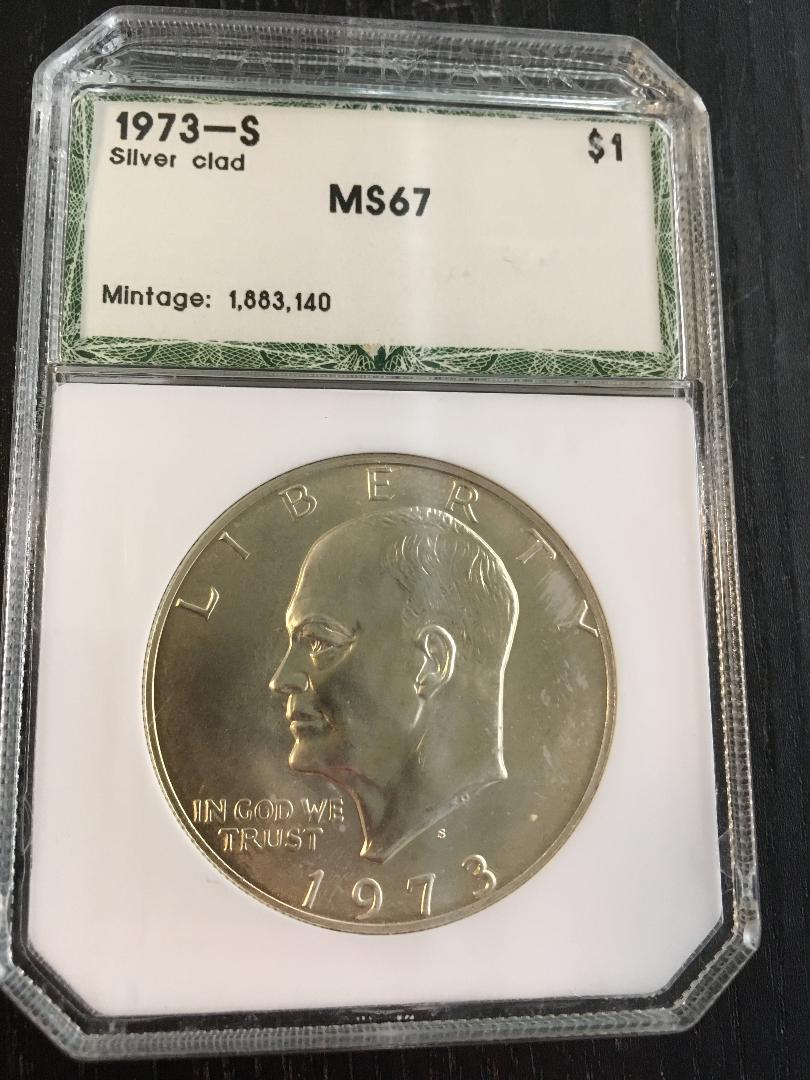 1973–S
$1
Silver clad
MS67
Mintage: 1,883,140
LIBERTY
IN GOD WE
TRUST
S
1973